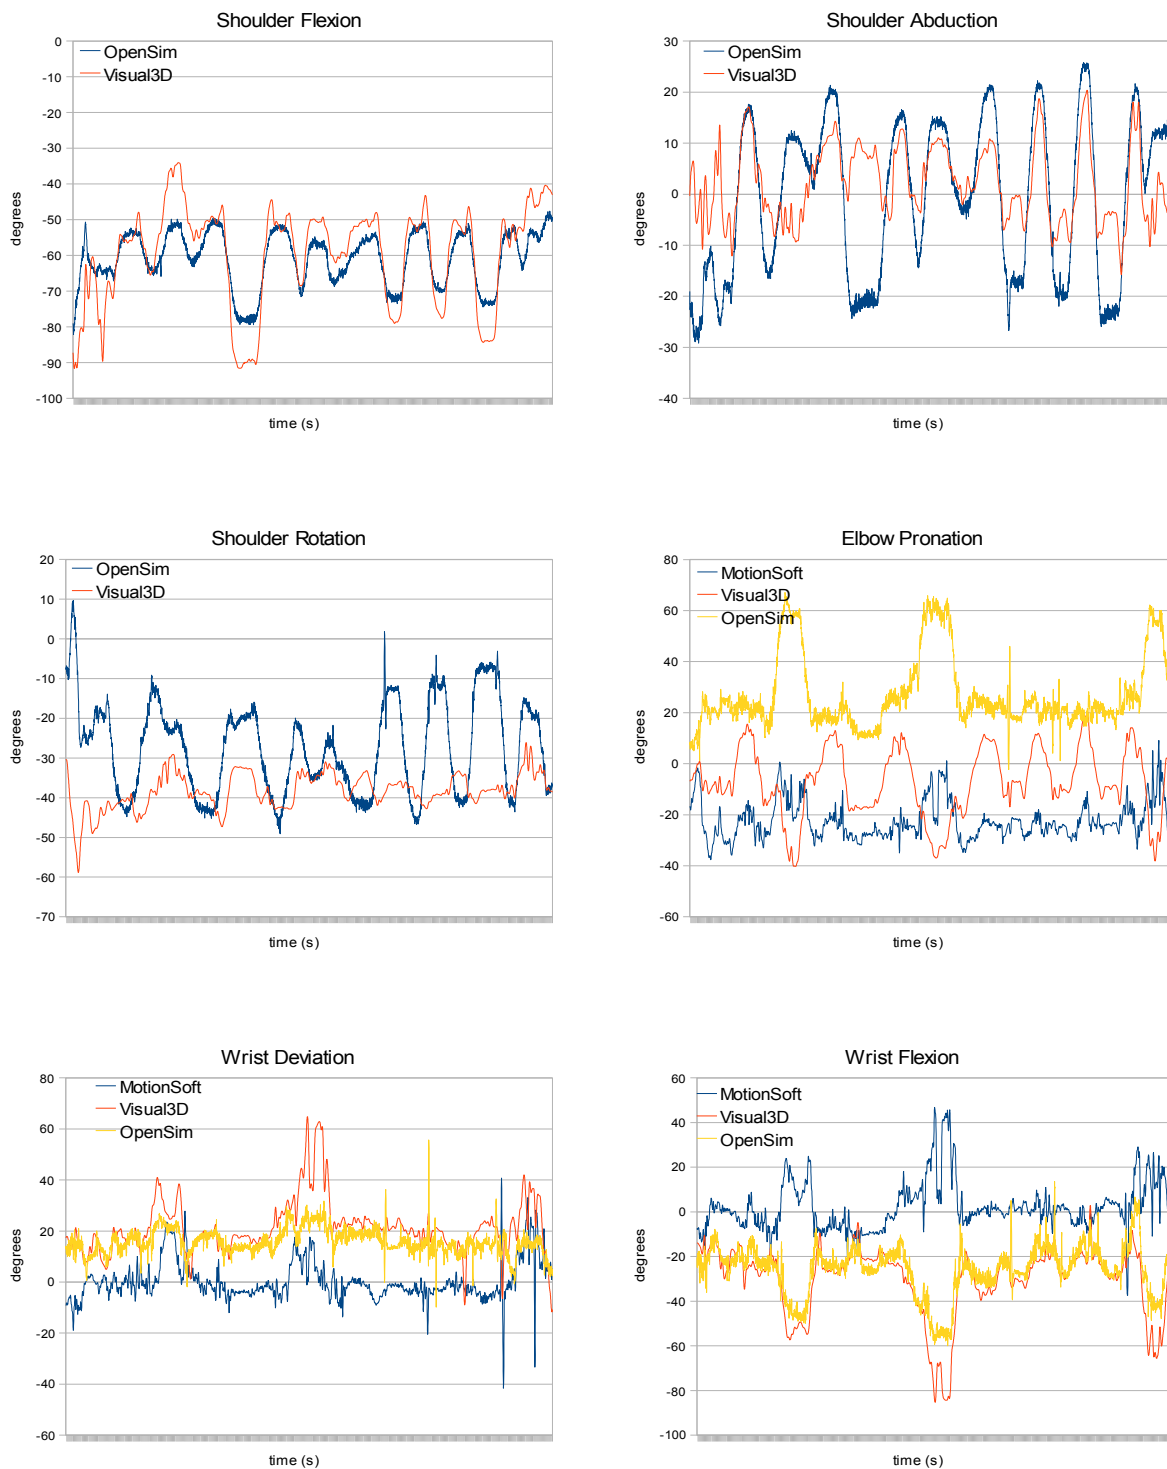 Shoulder Flexion
0
-10
-20
-30
-40
-50
-60
-70
-80
-90
-100
degrees
OpenSim
Visual3D
time (s)
Shoulder Abduction
30
20
10
0
-10
-20
-30
-40
degrees
OpenSim
Visual3D
time (s)
Shoulder Rotation
20
10
0
-10
-20
-30
-40
-50
-60
-70
degrees
OpenSim
Visual3D
time (s)
Elbow Pronation
80
60
40
20
0
-20
-40
-60
degrees
MotionSoft
Visual3D
OpenSim
time (s)
Wrist Deviation
80
60
40
20
0
-20
-40
-60
degrees
MotionSoft
Visual3D
OpenSim
time (s)
Wrist Flexion
60
40
20
0
-20
-40
-60
-80
-100
degrees
MotionSoft
Visual3D
OpenSim
time (s)